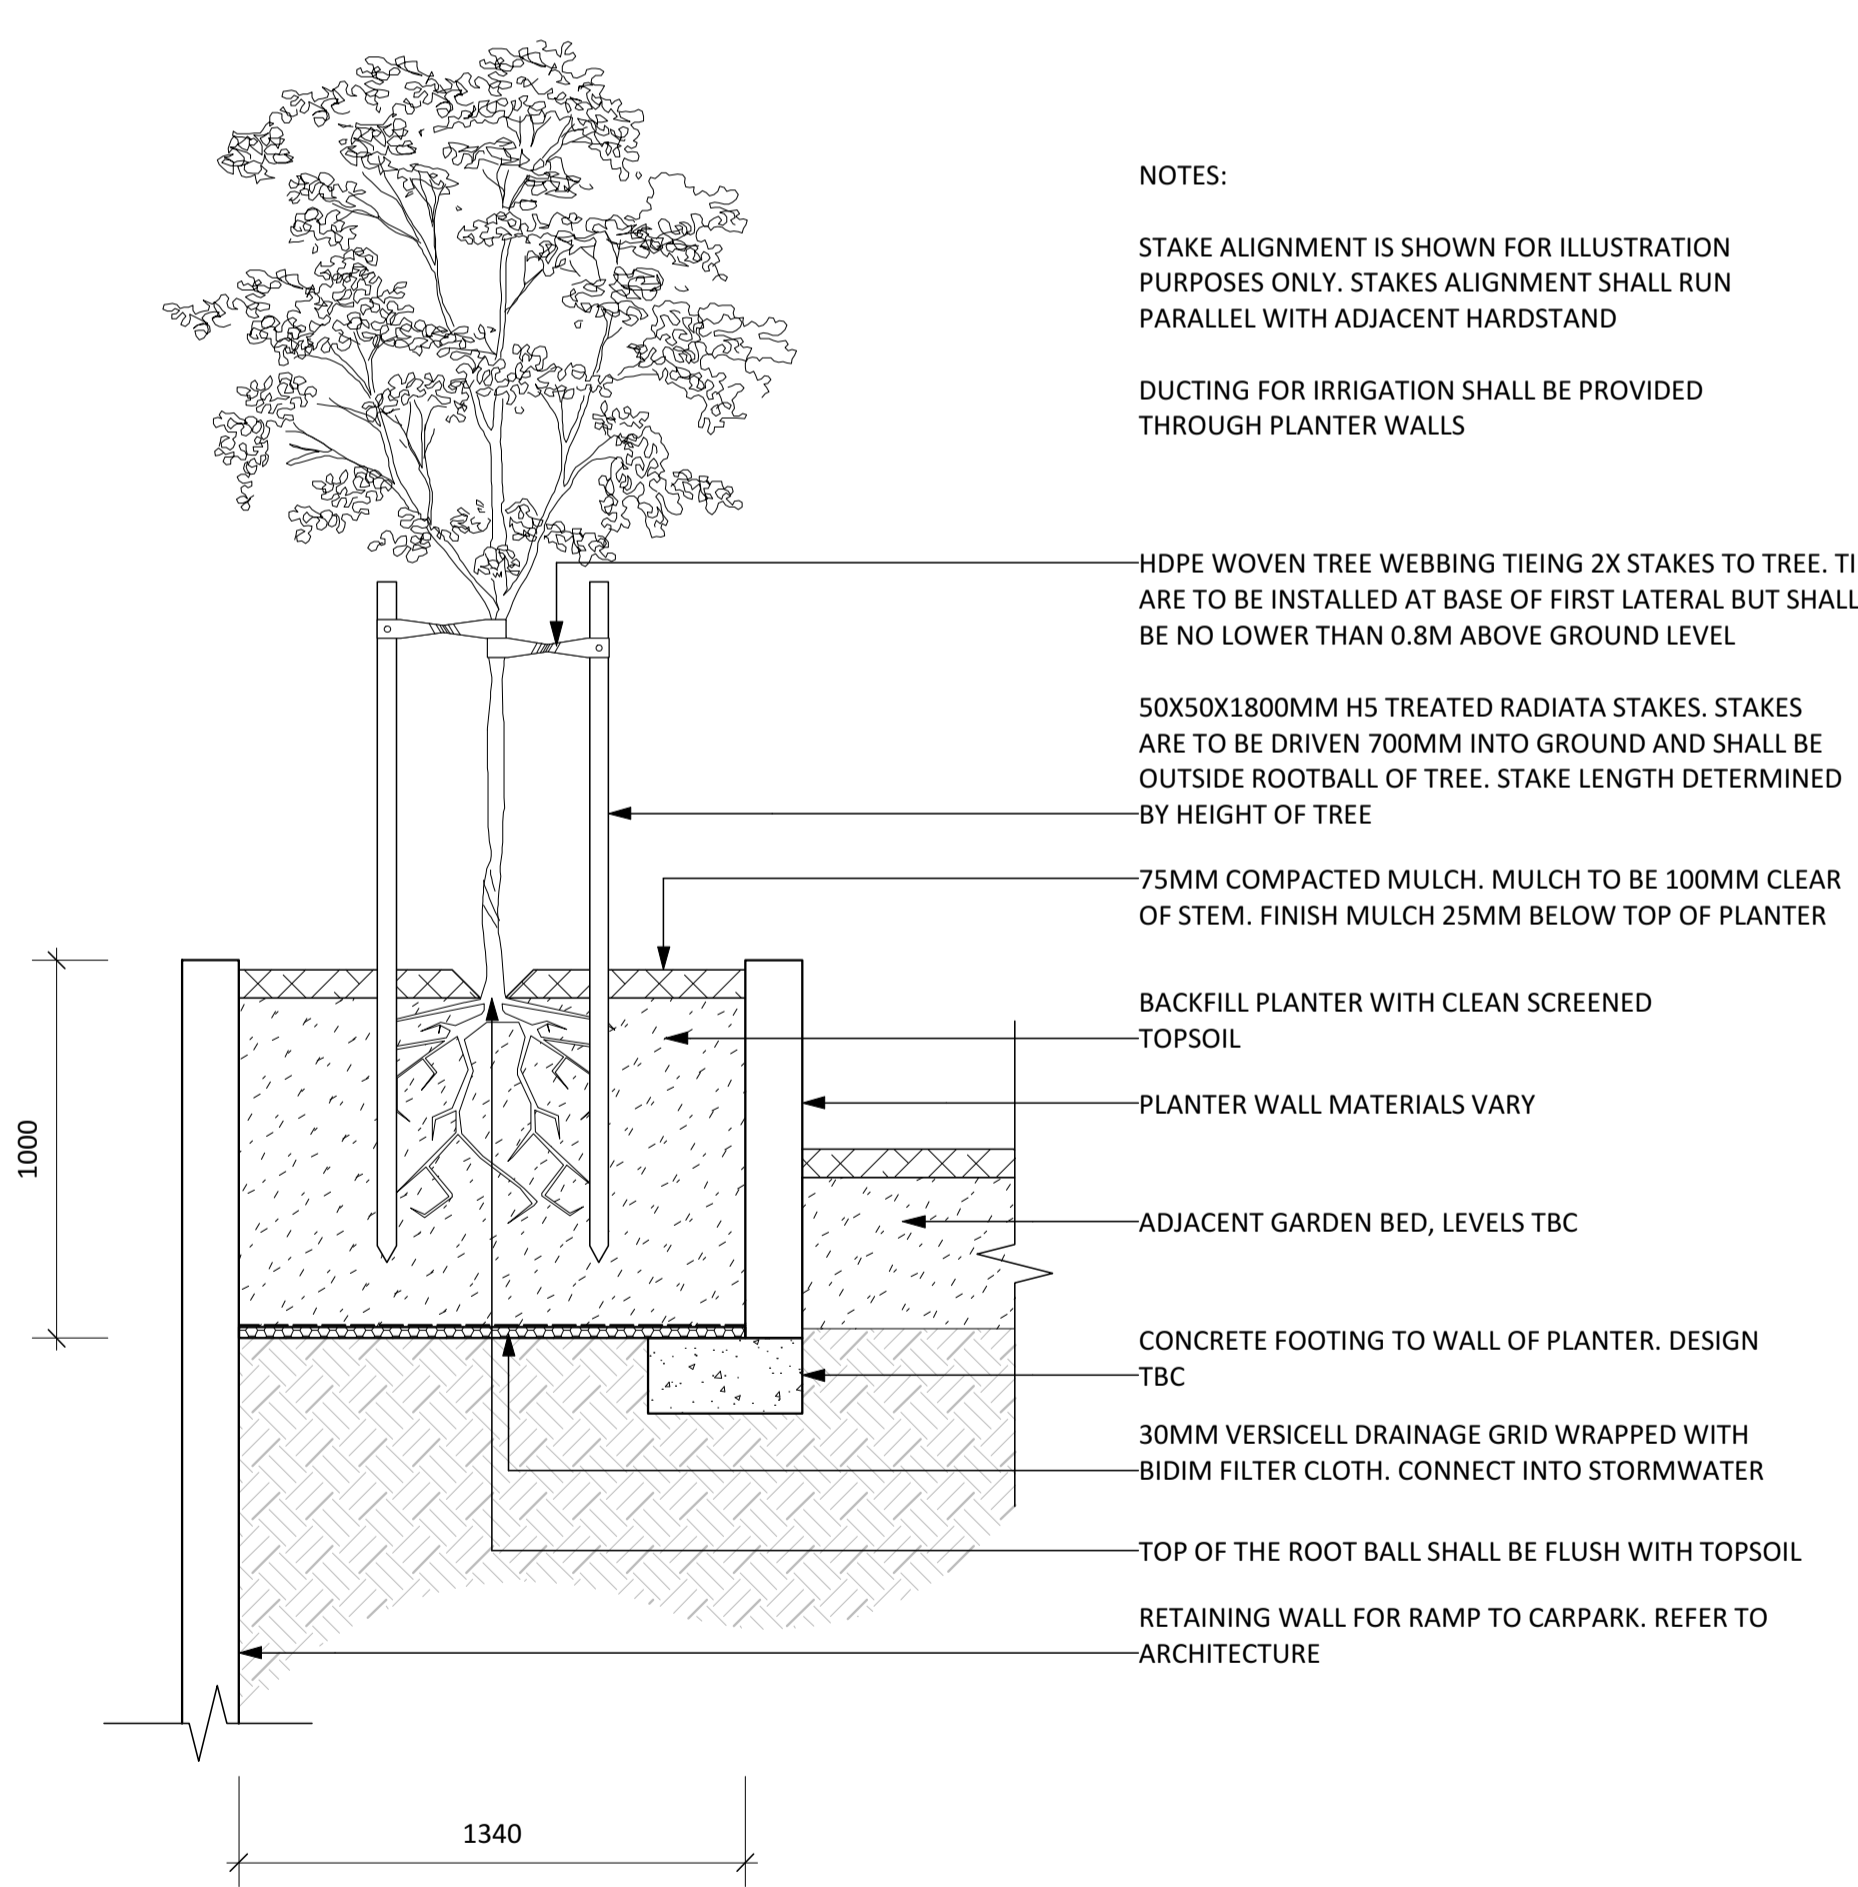 NOTES:
STAKE ALIGNMENT IS SHOWN FOR ILLUSTRATION
PURPOSES ONLY. STAKES ALIGNMENT SHALL RUN
PARALLEL WITH ADJACENT HARDSTAND
DUCTING FOR IRRIGATION SHALL BE PROVIDED
THROUGH PLANTER WALLS
HDPE WOVEN TREE WEBBING TIEING 2X STAKES TO TREE. TI
ARE TO BE INSTALLED AT BASE OF FIRST LATERAL BUT SHALL
BE NO LOWER THAN 0.8M ABOVE GROUND LEVEL
50X50X1800MM H5 TREATED RADIATA STAKES. STAKES
ARE TO BE DRIVEN 700MM INTO GROUND AND SHALL BE
OUTSIDE ROOTBALL OF TREE. STAKE LENGTH DETERMINED
BY HEIGHT OF TREE
75MM COMPACTED MULCH. MULCH TO BE 100MM CLEAR
OF STEM. FINISH MULCH 25MM BELOW TOP OF PLANTER
BACKFILL PLANTER WITH CLEAN SCREENED
TOPSOIL
PLANTER WALL MATERIALS VARY
1000
ADJACENT GARDEN BED, LEVELS TBC
CONCRETE FOOTING TO WALL OF PLANTER. DESIGN
TBC
30MM VERSICELL DRAINAGE GRID WRAPPED WITH
BIDIM FILTER CLOTH. CONNECT INTO STORMWATER
TOP OF THE ROOT BALL SHALL BE FLUSH WITH TOPSOIL
RETAINING WALL FOR RAMP TO CARPARK. REFER TO
ARCHITECTURE
1340